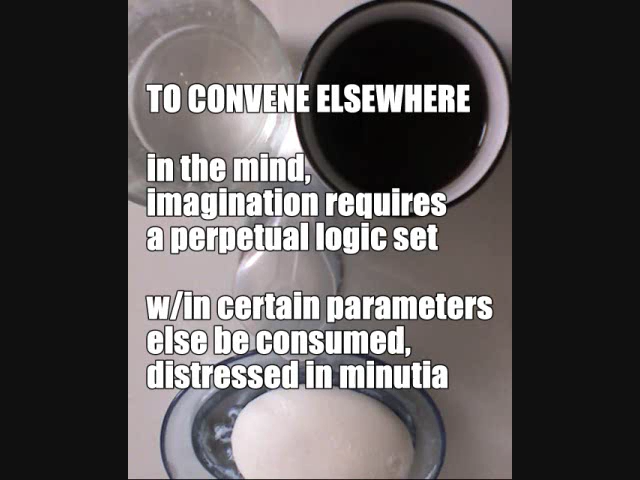 TO CONVENE ELSEWHERE
in the mind,
imagination requires
a perpetual logic set
w/in certain parameters
else be consumed,
distressed in minutia